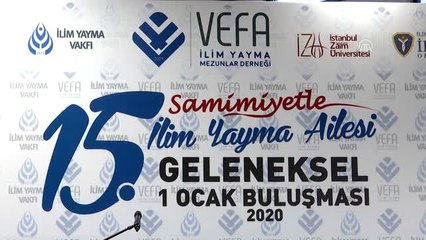 İLİM YAYMA
VAKFI
VEFA
İLİM YAYMA
MEZUNLAR DERNEĞİ
İZÜ
İstanbul
Zaim
Üniversitesi
15.
Samimiyetle
İlim Yayma Ailesi
GELENEKSEL
1 OCAK BULUŞMASI
2020